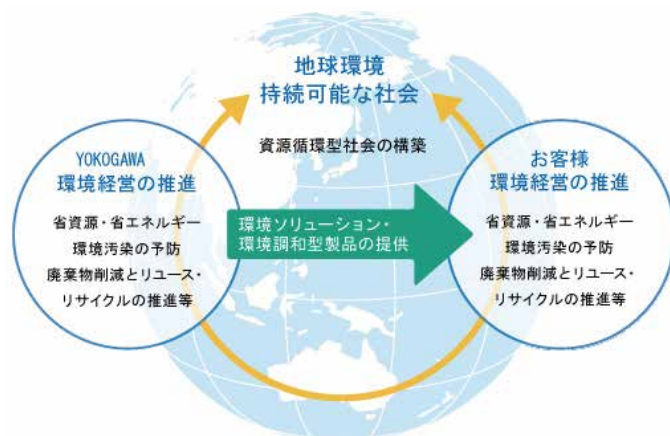 地球環境
持続可能な社会
資源循環型社会の構築
YOKOGAWA
環境経営の推進
省資源・省エネルギー
環境汚染の予防
廃棄物削減とリユース・
リサイクルの推進等
環境ソリューション・
環境調和型製品の提供
お客様
環境経営の推進
省資源・省エネルギー
環境汚染の予防
廃棄物削減とリユース・
リサイクルの推進等